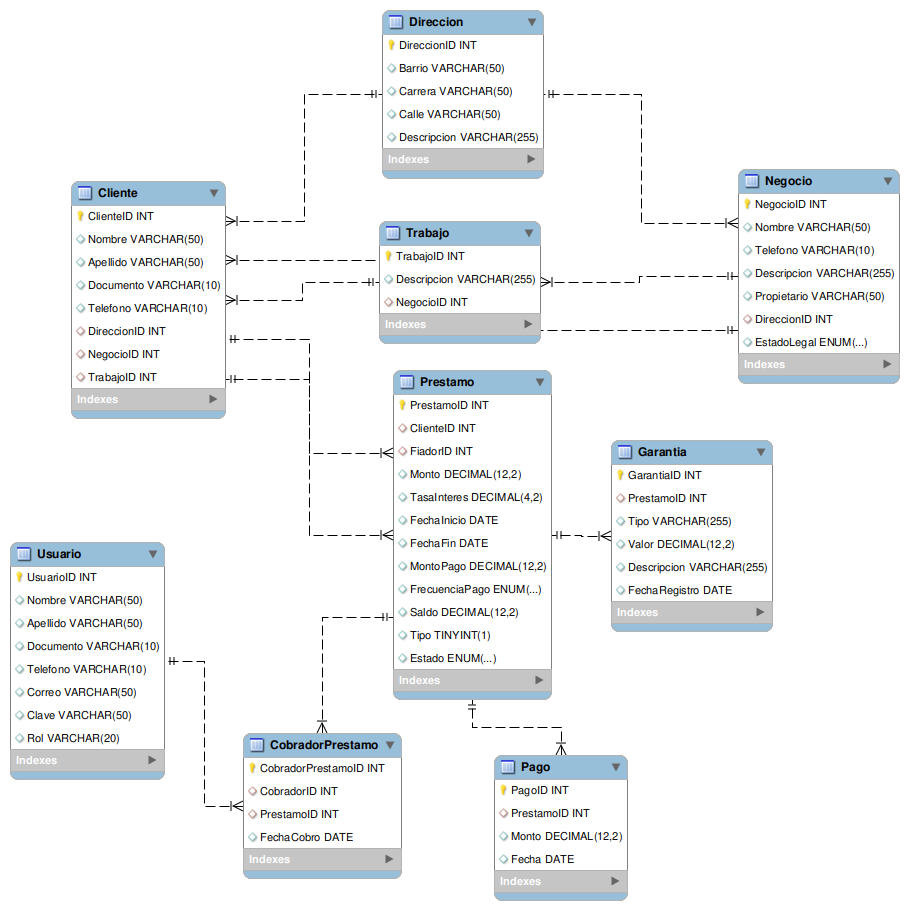 Direccion
DireccionID INT
Barrio VARCHAR(50)
Carrera VARCHAR(50)
Calle VARCHAR(50)
Descripcion VARCHAR(255)
Indexes
Cliente
ClienteID INT
Nombre VARCHAR(50)
Apellido VARCHAR(50)
Documento VARCHAR(10)
Telefono VARCHAR(10)
DireccionID INT
NegocioID INT
TrabajoID INT
Indexes
Trabajo
TrabajoID INT
Descripcion VARCHAR(255)
NegocioID INT
Indexes
Negocio
NegocioID INT
Nombre VARCHAR(50)
Telefono VARCHAR(10)
Descripcion VARCHAR(255)
Propietario VARCHAR(50)
DireccionID INT
EstadoLegal ENUM(...)
Indexes
Prestamo
PrestamoID INT
ClienteID INT
FiadorID INT
Monto DECIMAL(12,2)
TasaInteres DECIMAL(4,2)
FechaInicio DATE
FechaFin DATE
MontoPago DECIMAL(12,2)
FrecuenciaPago ENUM(...)
Saldo DECIMAL(12,2)
Tipo TINYINT(1)
Estado ENUM(...)
Indexes
Garantia
GarantiaID INT
PrestamoID INT
Tipo VARCHAR(255)
Valor DECIMAL(12,2)
Descripcion VARCHAR(255)
FechaRegistro DATE
Indexes
Usuario
UsuarioID INT
Nombre VARCHAR(50)
Apellido VARCHAR(50)
Documento VARCHAR(10)
Telefono VARCHAR(10)
Correo VARCHAR(50)
Clave VARCHAR(50)
Rol VARCHAR(20)
Indexes
CobradorPrestamo
CobradorPrestamoID INT
CobradorID INT
PrestamoID INT
FechaCobro DATE
Indexes
Pago
PagoID INT
PrestamoID INT
Monto DECIMAL(12,2)
Fecha DATE
Indexes